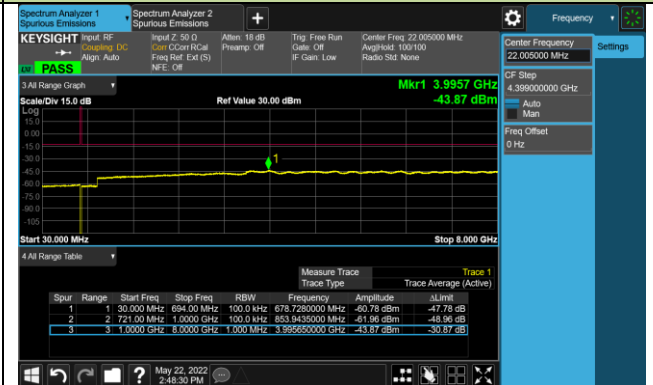 Spectrum Analyzer 1
Spurious Emissions
Spectrum Analyzer 2
Spurious Emissions
+
Frequency
KEYSIGHT
Input: RF
Coupling: DC
Align: Auto
Input Z: 50 Ω
Corr CCorr RCal
Freq Ref: Ext (S)
NFE: Off
Atten: 18 dB
Preamp: Off
Trig: Free Run
Gate: Off
IF Gain: Low
Center Freq: 22.005000 MHz
Avg|Hold: 100/100
Radio Std: None
PASS
Center Frequency
22.005000 MHz
Settings
CF Step
4.399000000 GHz
Auto
Man
Freq Offset
0 Hz
3 All Range Graph
Mkr1 3.9957 GHz
Scale/Div 15.0 dB
Ref Value 30.00 dBm
-43.87 dBm
Log
15.0
0.00
-15.0
-30.0
-45.0
-60.0
-75.0
-90.0
-105
1
Start 30.000 MHz
Stop 8.000 GHz
4 All Range Table
Measure Trace Trace 1
Trace Type Trace Average (Active)
Spur Range Start Freq Stop Freq RBW Frequency Amplitude ΔLimit
1 1 30.000 MHz 694.00 MHz 100.0 kHz 678.7280000 MHz -60.78 dBm -47.78 dB
2 2 721.00 MHz 1.0000 GHz 100.0 kHz 853.9435000 MHz -61.96 dBm -48.96 dB
3 3 1.0000 GHz 8.0000 GHz 1.000 MHz 3.995650000 GHz -43.87 dBm -30.87 dB
?
May 22, 2022
2:48:30 PM